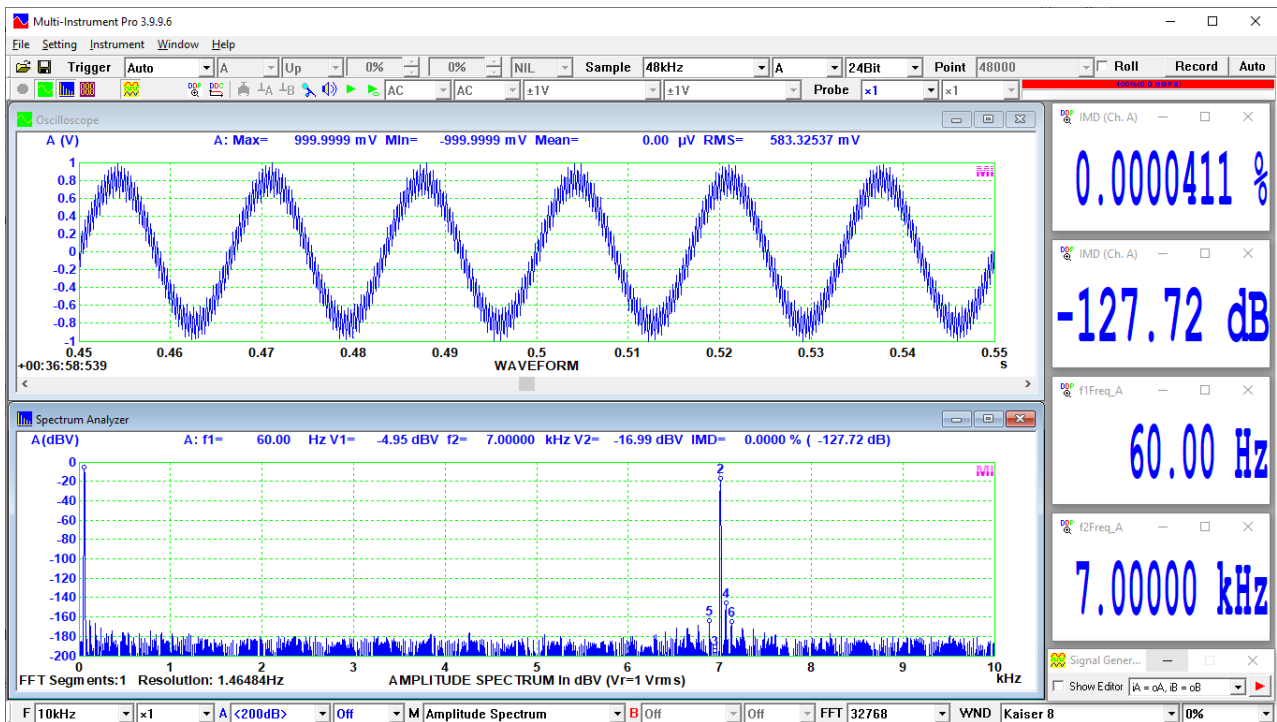 Multi-Instrument Pro 3.9.9.6
File Setting Instrument Window Help
Trigger Auto A Up 0% 0% NIL Sample 48kHz A 24Bit Point 48000 Roll Record Auto
AC AC ±1V ±1V Probe ×1 ×1
Oscilloscope
A (V) A: Max= 999.9999 mV MIn= -999.9999 mV Mean= 0.00 µV RMS= 583.32537 mV
MI
1
0.8
0.6
0.4
0.2
0
-0.2
-0.4
-0.6
-0.8
-1
0.45 0.46 0.47 0.48 0.49 0.5 0.51 0.52 0.53 0.54 0.55
+00:36:58:539 WAVEFORM s
Spectrum Analyzer
A(dBV) A: f1= 60.00 Hz V1= -4.95 dBV f2= 7.00000 kHz V2= -16.99 dBV IMD= 0.0000 % ( -127.72 dB)
MI
0
-20
-40
-60
-80
-100
-120
-140
-160
-180
-200
2
4
5
6
3
0 1 2 3 4 5 6 7 8 9 10
FFT Segments:1 Resolution: 1.46484Hz AMPLITUDE SPECTRUM In dBV (Vr=1 Vrms) kHz
IMD (Ch. A)
0.0000411 %
IMD (Ch. A)
-127.72 dB
f1Freq_A
60.00 Hz
f2Freq_A
7.00000 kHz
Signal Gener...
Show Editor iA = oA, iB = oB
F 10kHz ×1 A <200dB> Off M Amplitude Spectrum B Off Off FFT 32768 WND Kaiser 8 0%